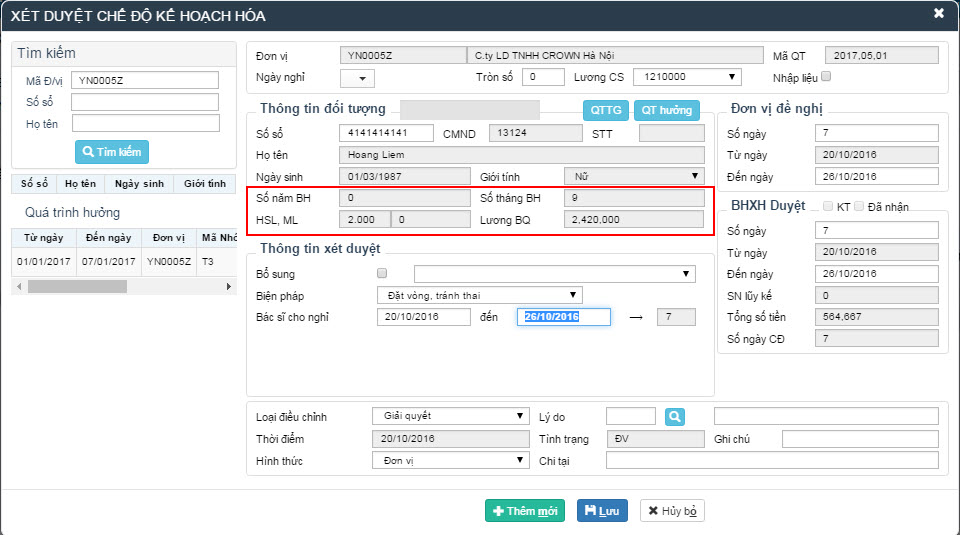 XÉT DUYỆT CHẾ ĐỘ KẾ HOẠCH HÓA
Tìm kiếm
Mã Đ/vị YN0005Z
Số sổ
Họ tên
Tìm kiếm
Số sổ Họ tên Ngày sinh Giới tính
Quá trình hưởng
Từ ngày Đến ngày Đơn vị Mã Nhó
01/01/2017 07/01/2017 YN0005Z T3
Đơn vị YN0005Z C.ty LD TNHH CROWN Hà Nội Mã QT 2017,05,01
Ngày nghỉ Tròn số 0 Lương CS 1210000 Nhập liệu
Thông tin đối tượng QTTG QT hưởng
Số sổ 4141414141 CMND 13124 STT
Họ tên Hoang Liem
Ngày sinh 01/03/1987 Giới tính Nữ
Số năm BH 0 Số tháng BH 9
HSL, ML 2.000 0 Lương BQ 2,420,000
Thông tin xét duyệt
Bổ sung
Biện pháp Đặt vòng, tránh thai
Bác sĩ cho nghỉ 20/10/2016 đến 26/10/2016 → 7
Đơn vị đề nghị
Số ngày 7
Từ ngày 20/10/2016
Đến ngày 26/10/2016
BHXH Duyệt KT Đã nhận
Số ngày 7
Từ ngày 20/10/2016
Đến ngày 26/10/2016
SN lũy kế 0
Tổng số tiền 564,667
Số ngày CĐ 7
Loại điều chỉnh Giải quyết Lý do
Thời điểm 20/10/2016 Tình trạng ĐV Ghi chú
Hình thức Đơn vị Chi tại
Thêm mới Lưu Hủy bỏ